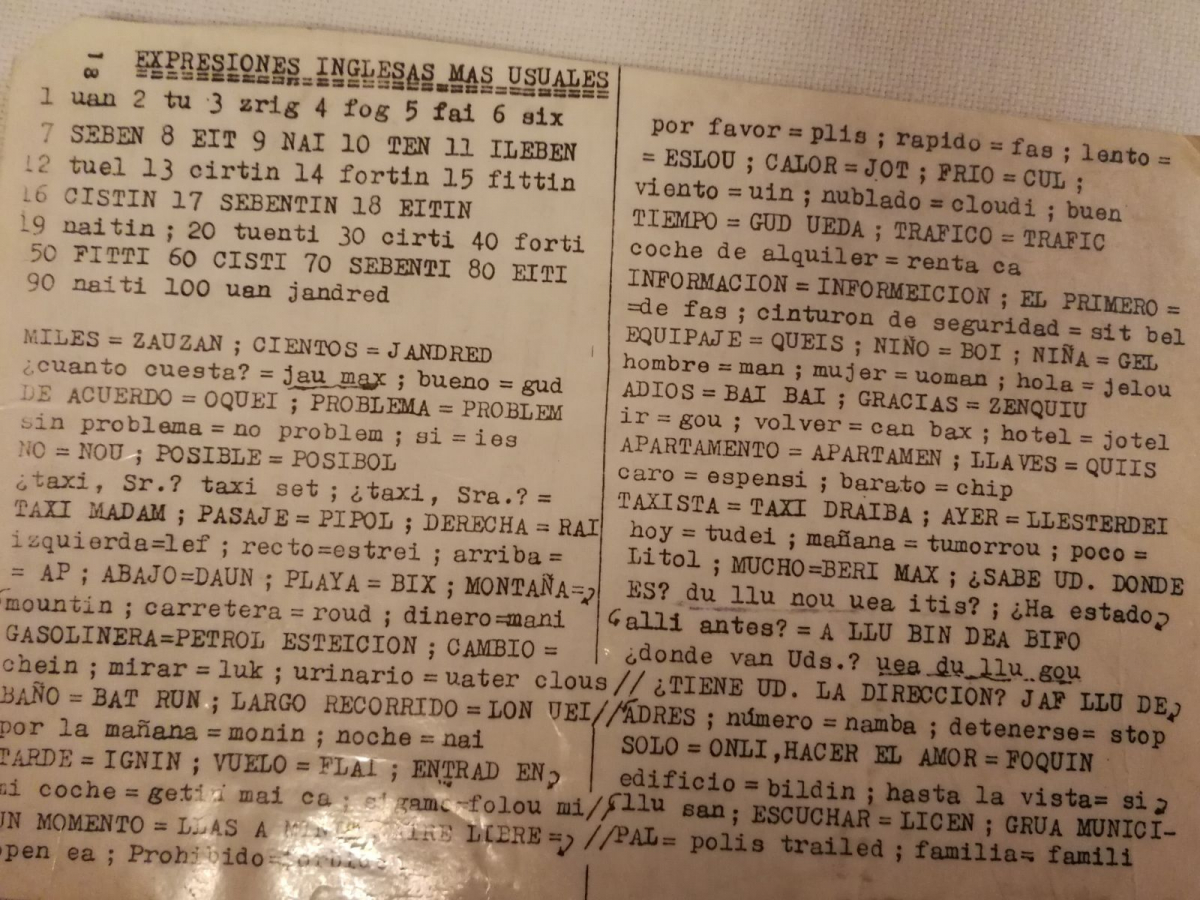 18
EXPRESIONES INGLESAS MAS USUALES
1 uan 2 tu 3 zrig 4 fog 5 fai 6 six
7 SEBEN 8 EIT 9 NAI 10 TEN 11 ILEBEN
12 tuel 13 cirtin 14 fortin 15 fittin
16 CISTIN 17 SEBENTIN 18 EITIN
19 naitin ; 20 tuenti 30 cirti 40 forti
50 FITTI 60 CISTI 70 SEBENTI 80 EITI
90 naiti 100 uan jandred
MILES = ZAUZAN ; CIENTOS = JANDRED
¿cuanto cuesta? = jau max ; bueno = gud
DE ACUERDO = OQUEI ; PROBLEMA = PROBLEM
sin problema = no problem ; si = ies
NO = NOU ; POSIBLE = POSIBOL
¿taxi, Sr.? taxi set ; ¿taxi, Sra.? =
TAXI MADAM ; PASAJE = PIPOL ; DERECHA = RAI
izquierda=lef ; recto=estrei ; arriba =
= AP ; ABAJO=DAUN ; PLAYA = BIX ; MONTAÑA=
mountin ; carretera = roud ; dinero=mani
GASOLINERA=PETROL ESTEICION ; CAMBIO =
chein ; mirar = luk ; urinario = uater clous//
BAÑO = BAT RUN ; LARGO RECORRIDO = LON UEI//
por la mañana = monin ; noche = nai
TARDE = IGNIN ; VUELO = FLAI ; ENTRAD EN
mi coche = getin mai ca ; sigame=folou mi//
UN MOMENTO = LLAS A LIBRE = //
open ea ; Prohibido=
por favor = plis ; rapido = fas ; lento =
= ESLOU ; CALOR = JOT ; FRIO = CUL ;
viento = uin ; nublado = cloudi ; buen
TIEMPO = GUD UEDA ; TRAFICO = TRAFIC
coche de alquiler = renta ca
INFORMACION = INFORMEICION ; EL PRIMERO =
=de fas ; cinturon de seguridad = sit bel
EQUIPAJE = QUEIS ; NIÑO = BOI ; NIÑA = GEL
hombre = man ; mujer = uoman ; hola = jelou
ADIOS = BAI BAI ; GRACIAS = ZENQUIU
ir = gou ; volver = can bax ; hotel = jotel
APARTAMENTO = APARTAMEN ; LLAVES = QUIIS
caro = espensi ; barato = chip
TAXISTA = TAXI DRAIBA ; AYER = LLESTERDEI
hoy = tudei ; mañana = tumorrou ; poco =
Litol ; MUCHO=BERI MAX ; ¿SABE UD. DONDE
ES? du llu nou uea itis? ; ¿Ha estado
alli antes? = A LLU BIN DEA BIFO
¿donde van Uds.? uea du llu gou
¿TIENE UD. LA DIRECCION? JAF LLU DE
ADRES ; número = namba ; detenerse= stop
SOLO = ONLI,HACER EL AMOR = FOQUIN
edificio = bildin ; hasta la vista= si
llu san; ESCUCHAR = LICEN ; GRUA MUNICI-
PAL= polis trailed ; familia= famili